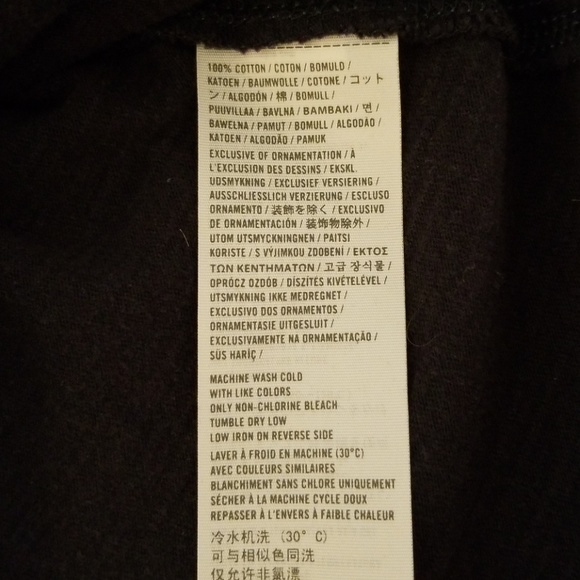 100% COTTON / COTON / BOMULD /
KATOEN / BAUMWOLLE / COTONE / コット
ン / ALGODÓN / 棉 / BOMULL /
PUUVILLAA / BAVLNA / BAMBAKI / 면 /
BAWEŁNA / PAMUT / BOMULL / ALGODÃO /
KATOEN / ALGODÃO / PAMUK
EXCLUSIVE OF ORNAMENTATION / À
L'EXCLUSION DES DESSINS / EKSKL.
UDSMYKNING / EXCLUSIEF VERSIERING /
AUSSCHLIESSLICH VERZIERUNG / ESCLUSO
ORNAMENTO / 装飾を除く / EXCLUSIVO
DE ORNAMENTACIÓN / 装饰物除外 /
UTOM UTSMYCKNINGNEN / PAITSI
KORISTE / S VÝJIMKOU ZDOBENÍ / ΕΚΤΟΣ
ΤΩΝ ΚΕΝΤΗΜΑΤΩΝ / 고급 장식물 /
OPRÓCZ OZDÓB / DÍSZÍTÉS KIVÉTELÉVEL /
UTSMYKNING IKKE MEDREGNET /
EXCLUSIVO DOS ORNAMENTOS /
ORNAMENTASIE UITGESLUIT /
EXCLUSIVAMENTE NA ORNAMENTAÇÃO /
SÜS HARİÇ /
MACHINE WASH COLD
WITH LIKE COLORS
ONLY NON-CHLORINE BLEACH
TUMBLE DRY LOW
LOW IRON ON REVERSE SIDE
LAVER À FROID EN MACHINE (30°C)
AVEC COULEURS SIMILAIRES
BLANCHIMENT SANS CHLORE UNIQUEMENT
SÉCHER À LA MACHINE CYCLE DOUX
REPASSER À L'ENVERS À FAIBLE CHALEUR
冷水机洗 (30° C)
可与相似色同洗
仅允许非氯漂